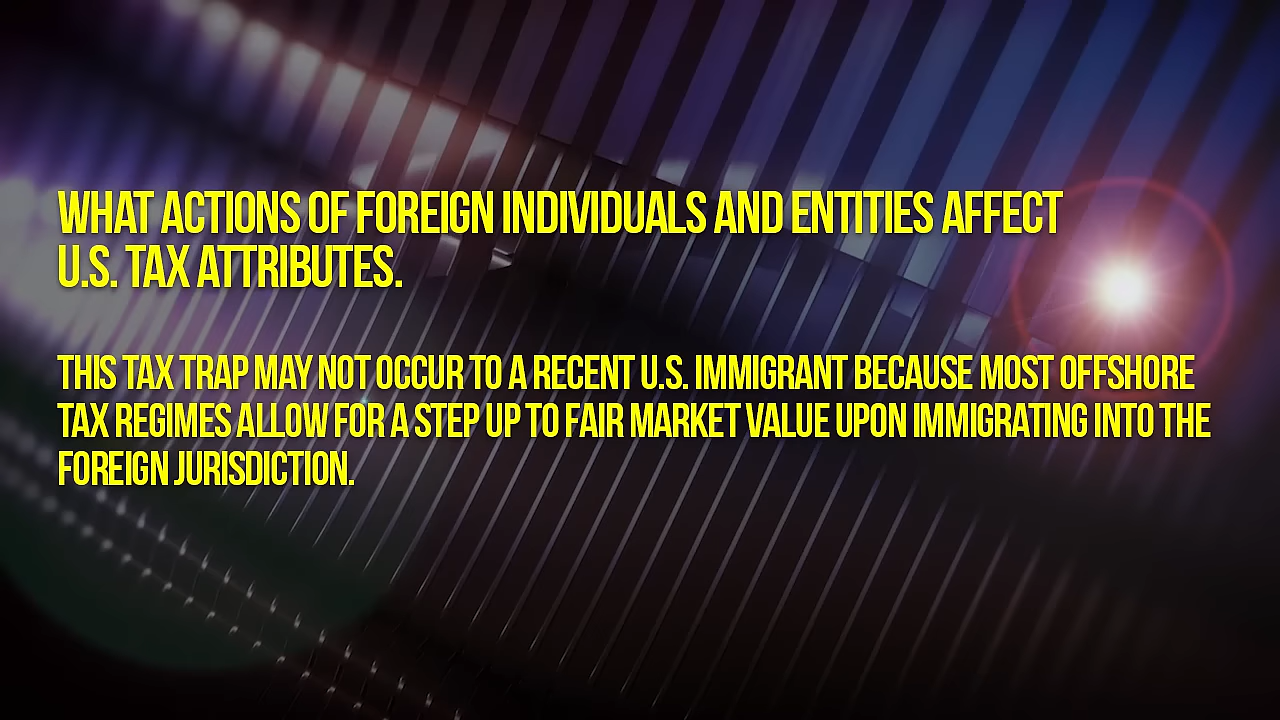 WHAT ACTIONS OF FOREIGN INDIVIDUALS AND ENTITIES AFFECT
U.S. TAX ATTRIBUTES.
THIS TAX TRAP MAY NOT OCCUR TO A RECENT U.S. IMMIGRANT BECAUSE MOST OFFSHORE
TAX REGIMES ALLOW FOR A STEP UP TO FAIR MARKET VALUE UPON IMMIGRATING INTO THE
FOREIGN JURISDICTION.